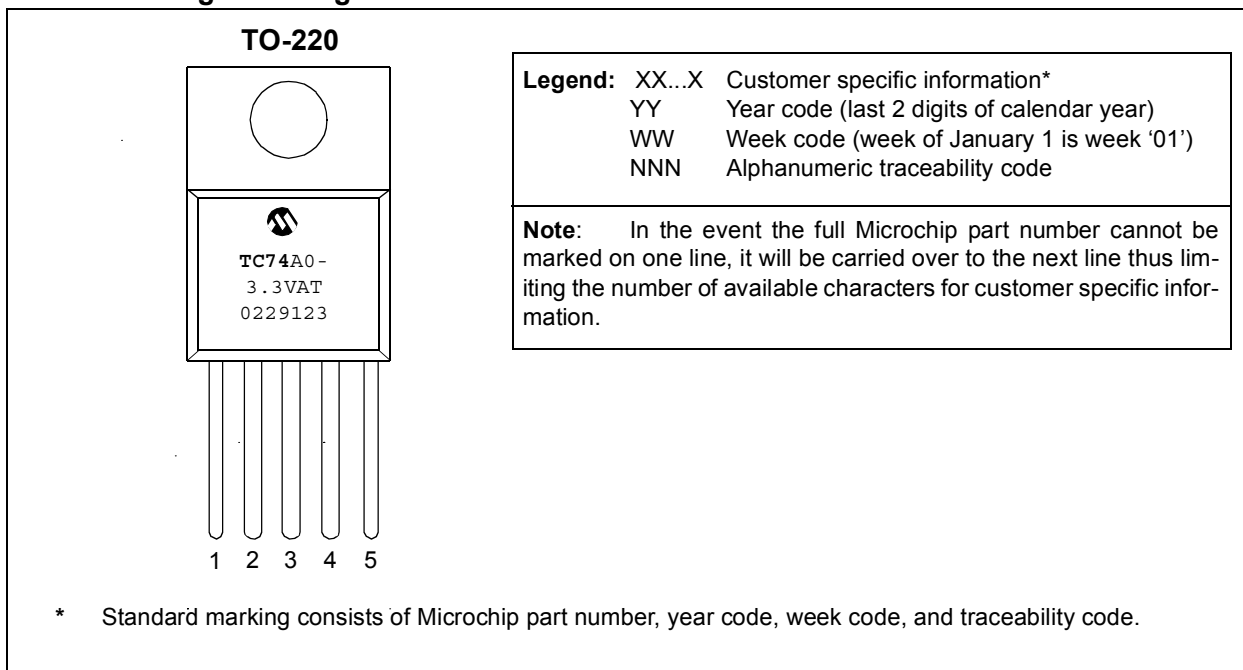 TO-220
TC74A0-
3.3VAT
0229123
1 2 3 4 5
Legend: XX...X Customer specific information*
YY Year code (last 2 digits of calendar year)
WW Week code (week of January 1 is week ‘01’)
NNN Alphanumeric traceability code
Note: In the event the full Microchip part number cannot be
marked on one line, it will be carried over to the next line thus lim-
iting the number of available characters for customer specific infor-
mation.
* Standard marking consists of Microchip part number, year code, week code, and traceability code.